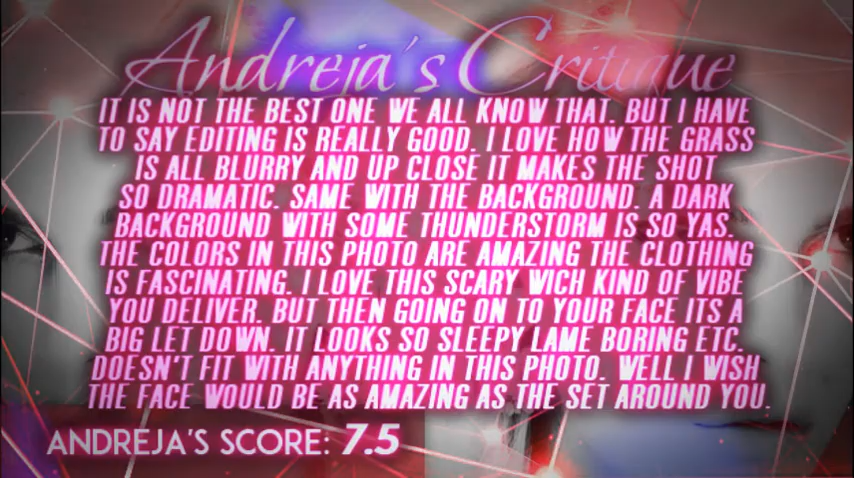 Andreja's Critique
IT IS NOT THE BEST ONE WE ALL KNOW THAT. BUT I HAVE
TO SAY EDITING IS REALLY GOOD. I LOVE HOW THE GRASS
IS ALL BLURRY AND UP CLOSE IT MAKES THE SHOT
SO DRAMATIC. SAME WITH THE BACKGROUND. A DARK
BACKGROUND WITH SOME THUNDERSTORM IS SO YAS.
THE COLORS IN THIS PHOTO ARE AMAZING THE CLOTHING
IS FASCINATING. I LOVE THIS SCARY WICH KIND OF VIBE
YOU DELIVER. BUT THEN GOING ON TO YOUR FACE ITS A
BIG LET DOWN. IT LOOKS SO SLEEPY LAME BORING ETC.
DOESN'T FIT WITH ANYTHING IN THIS PHOTO. WELL I WISH
THE FACE WOULD BE AS AMAZING AS THE SET AROUND YOU.
ANDREJA'S SCORE: 7.5